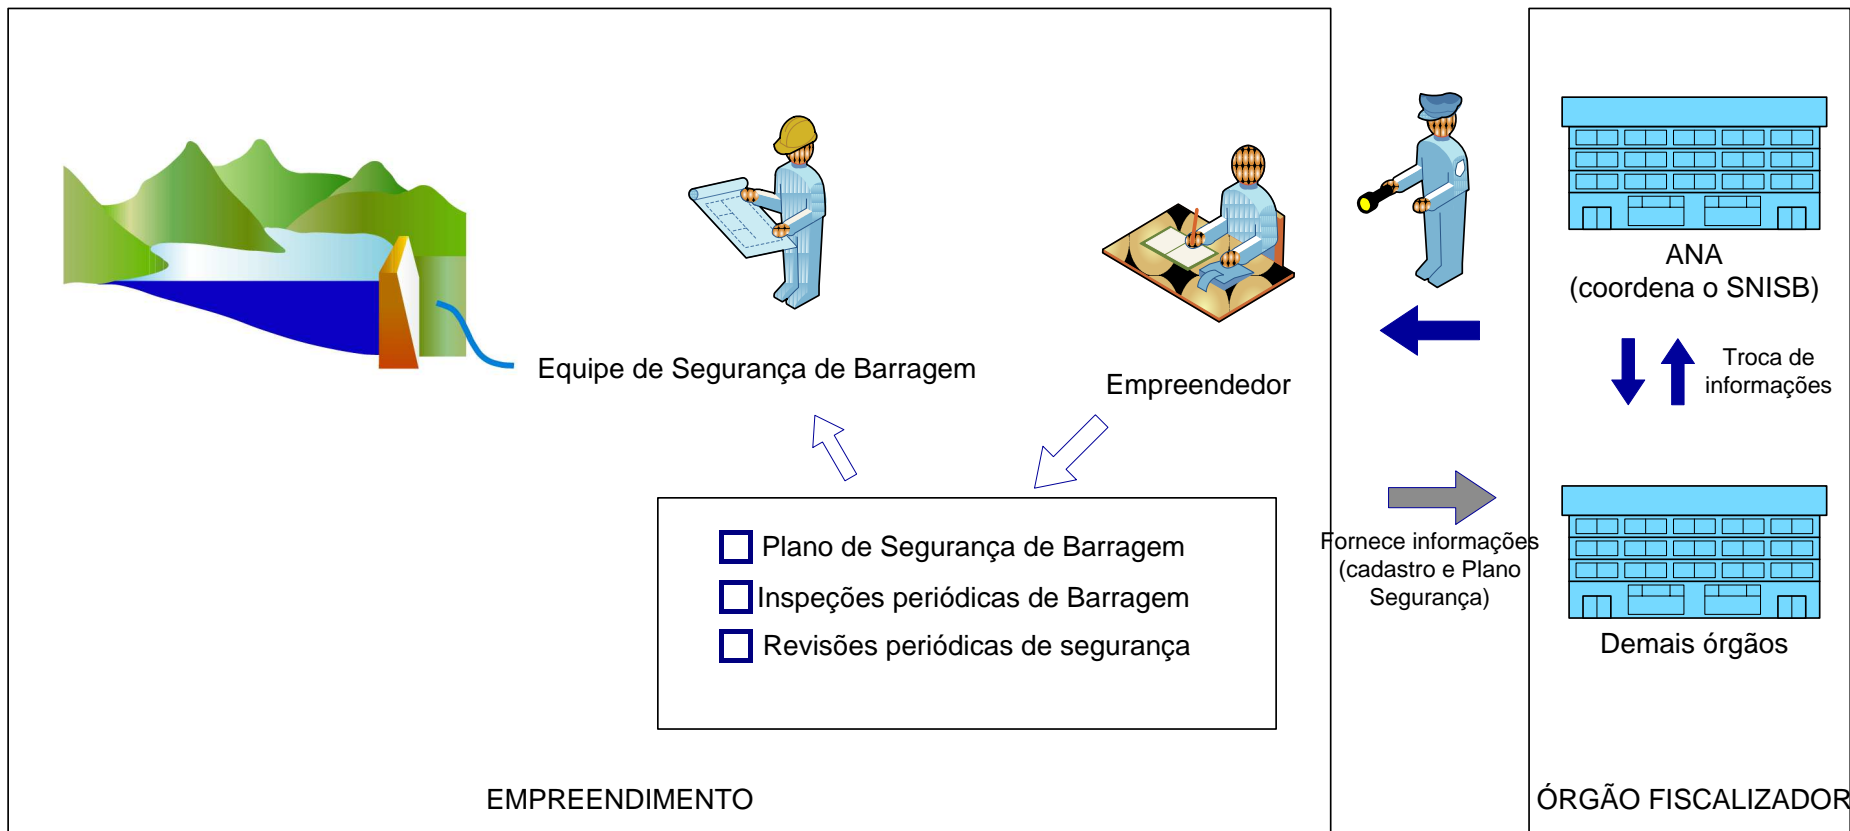 Equipe de Segurança de Barragem
Empreendedor
Plano de Segurança de Barragem
Inspeções periódicas de Barragem
Revisões periódicas de segurança
EMPREENDIMENTO
Fornece informações
(cadastro e Plano
Segurança)
ANA
(coordena o SNISB)
Troca de
informações
Demais órgãos
ÓRGÃO FISCALIZADOR